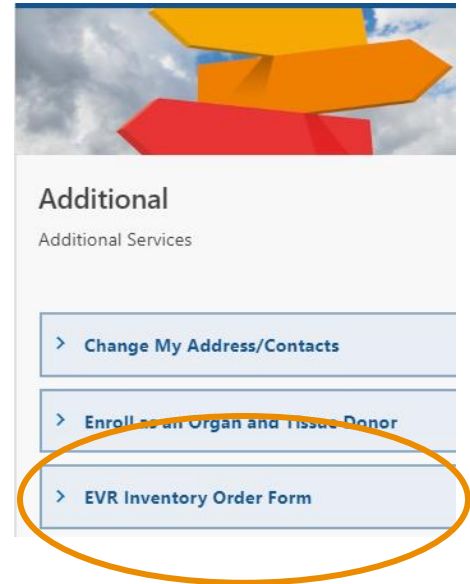 Additional
Additional Services
Change My Address/Contacts
Enroll as an Organ and Tissue Donor
EVR Inventory Order Form